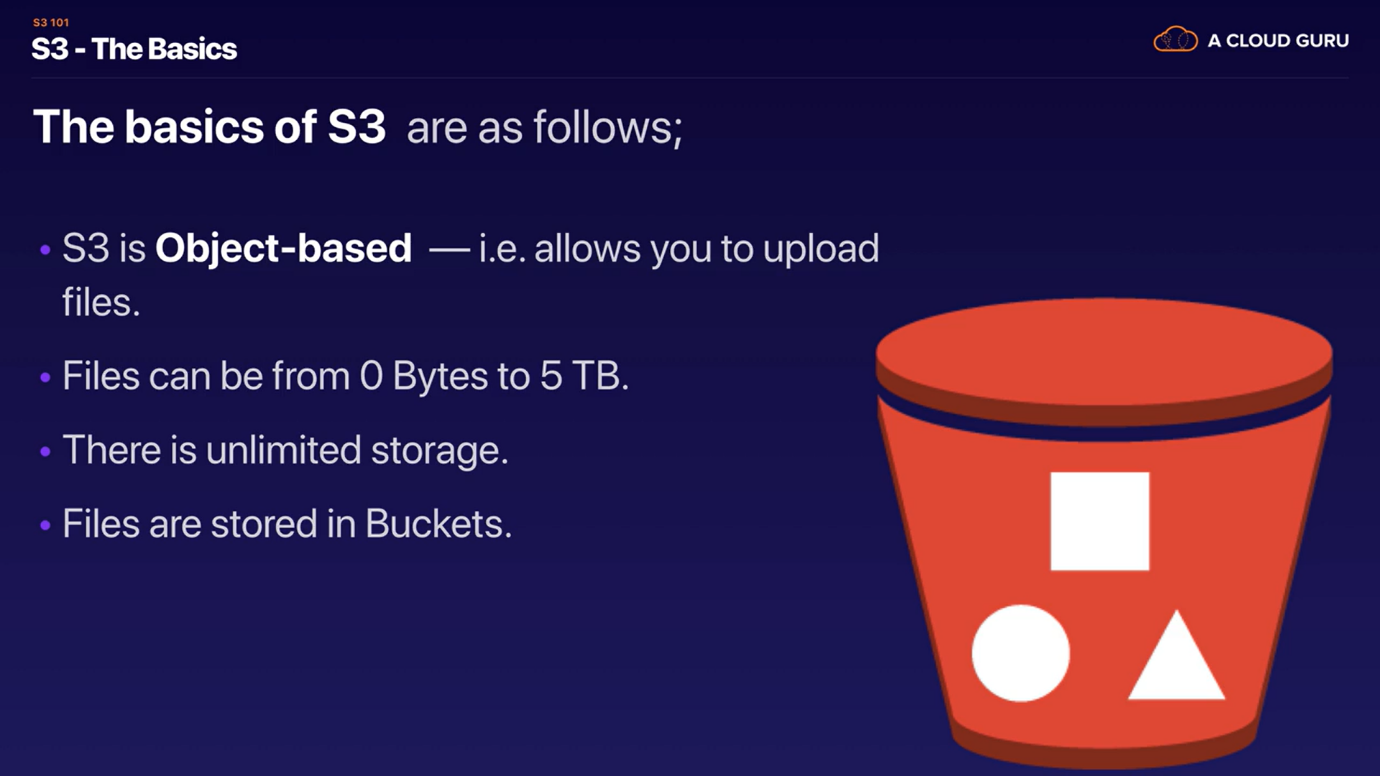 S3 101
S3 - The Basics
A CLOUD GURU
The basics of S3 are as follows;
• S3 is Object-based — i.e. allows you to upload
files.
• Files can be from 0 Bytes to 5 TB.
• There is unlimited storage.
• Files are stored in Buckets.